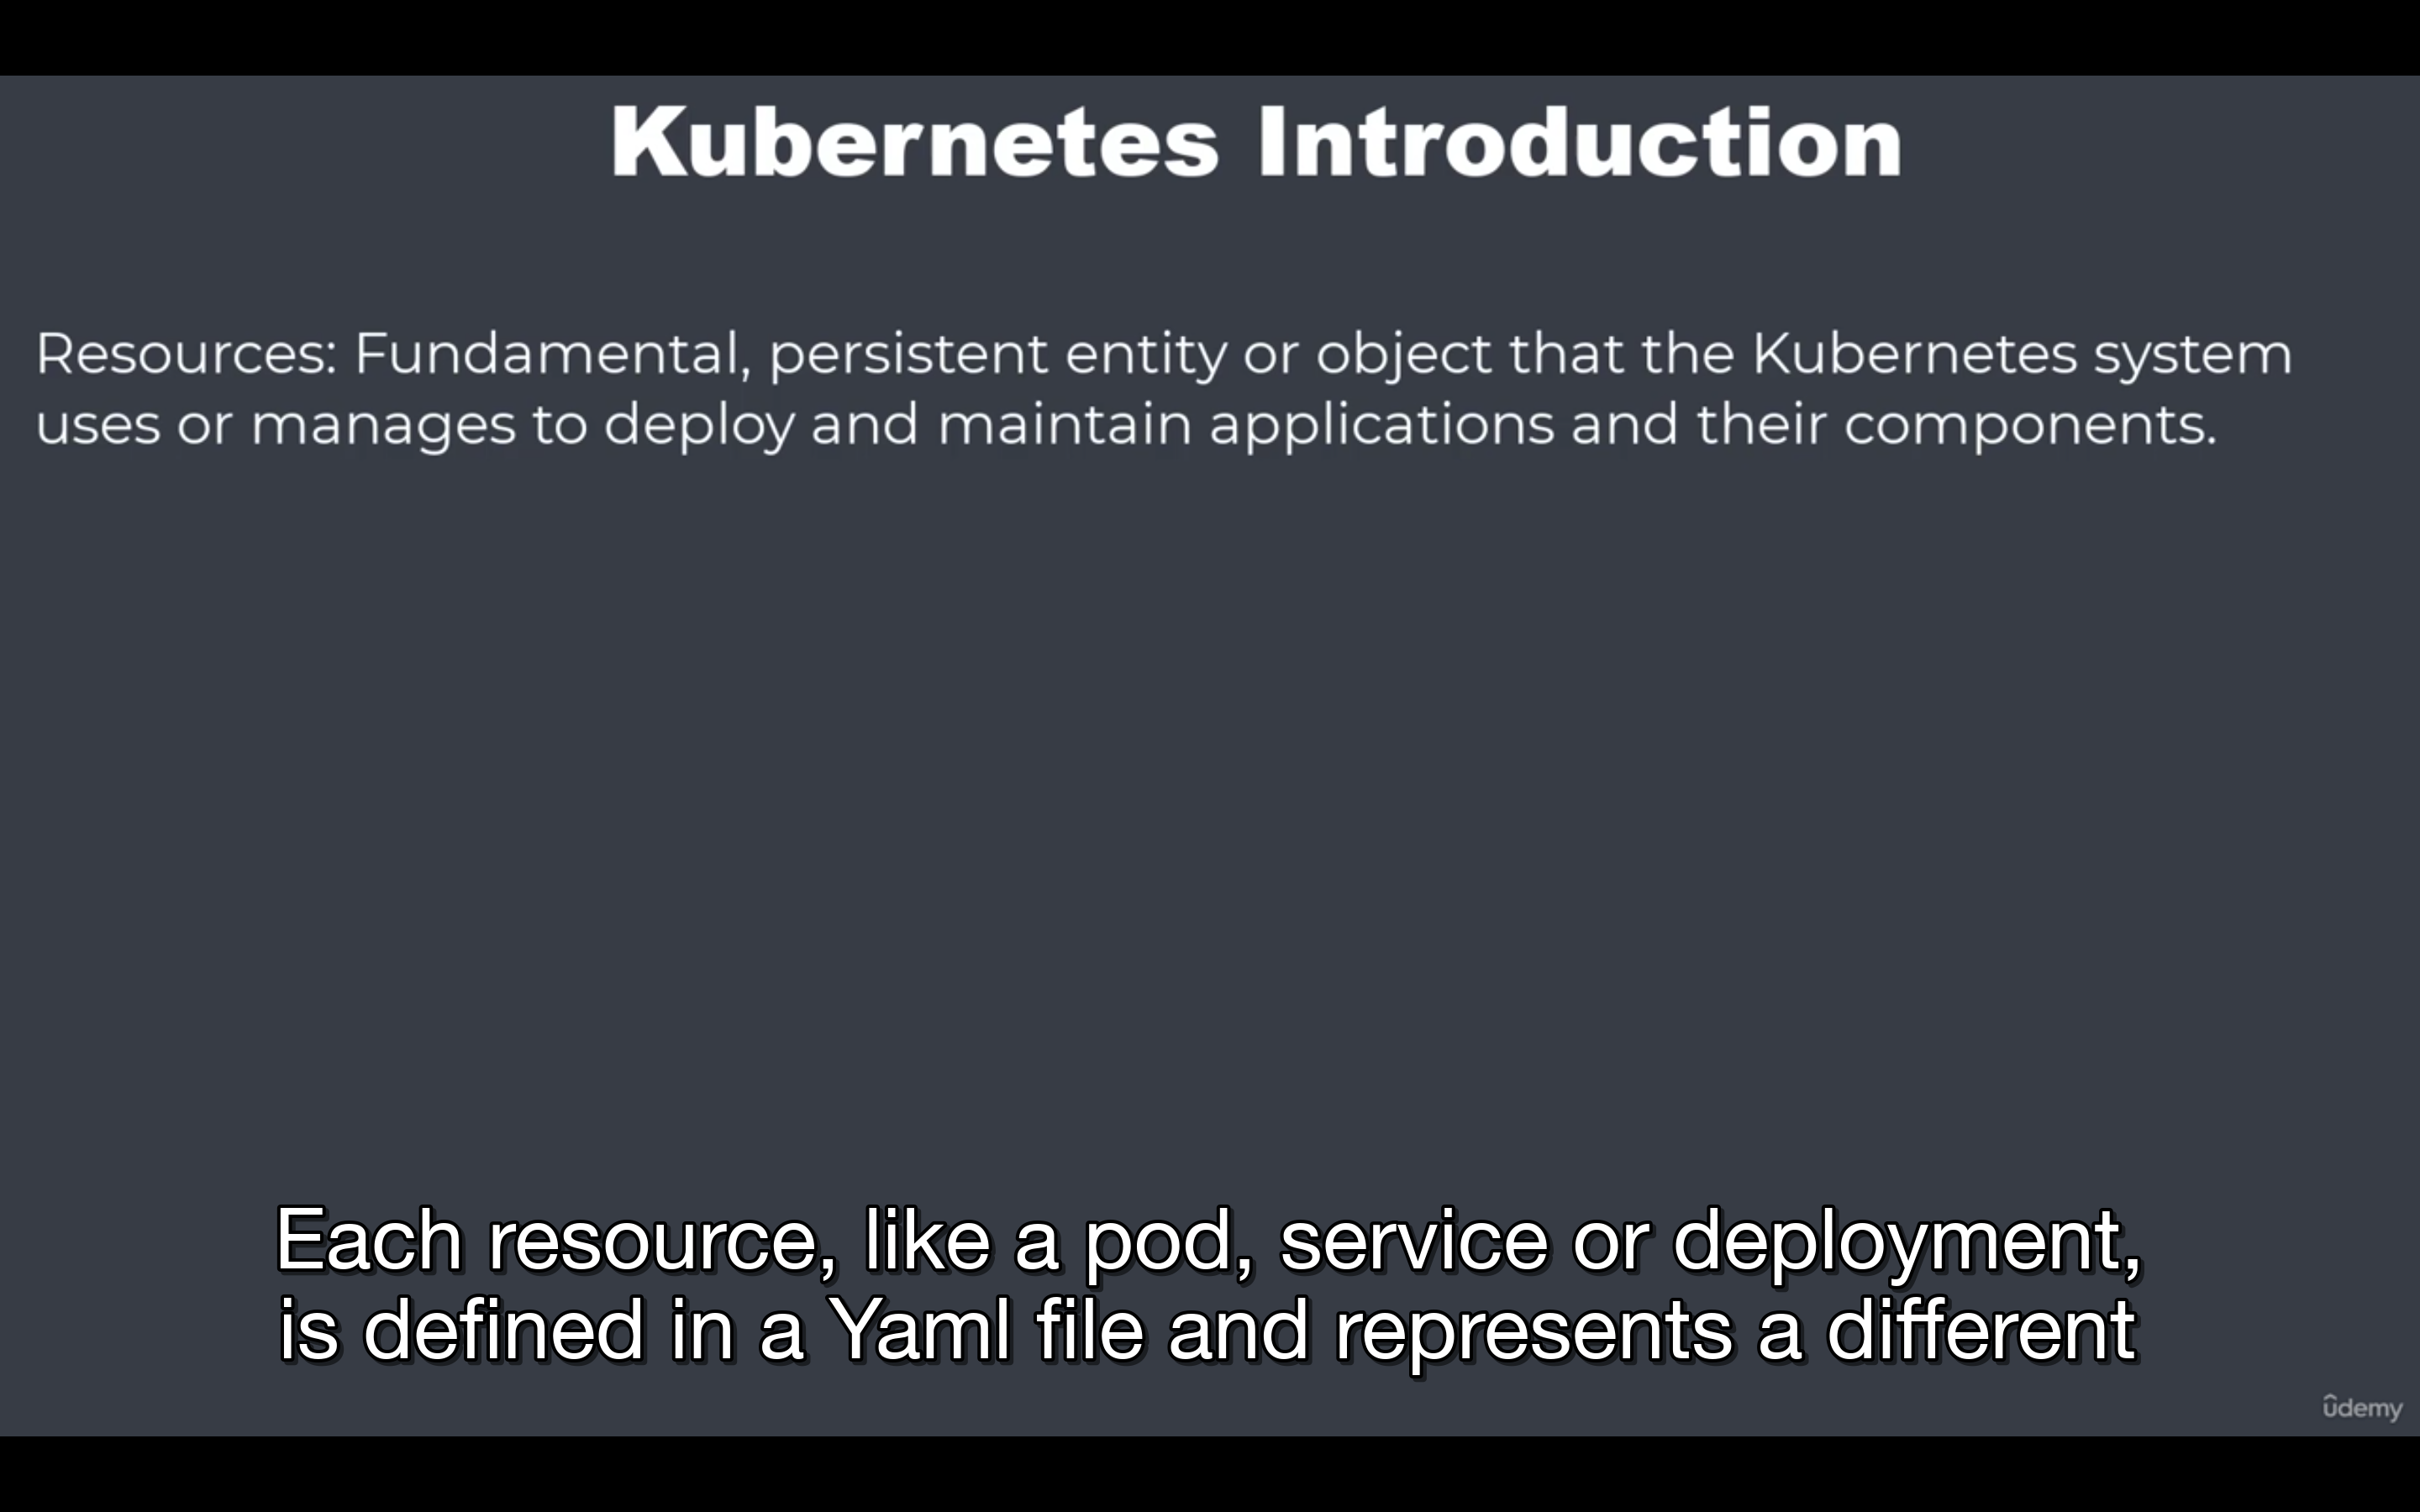 Kubernetes Introduction
Resources: Fundamental, persistent entity or object that the Kubernetes system
uses or manages to deploy and maintain applications and their components.
Each resource, like a pod, service or deployment,
is defined in a Yaml file and represents a different
ûdemy